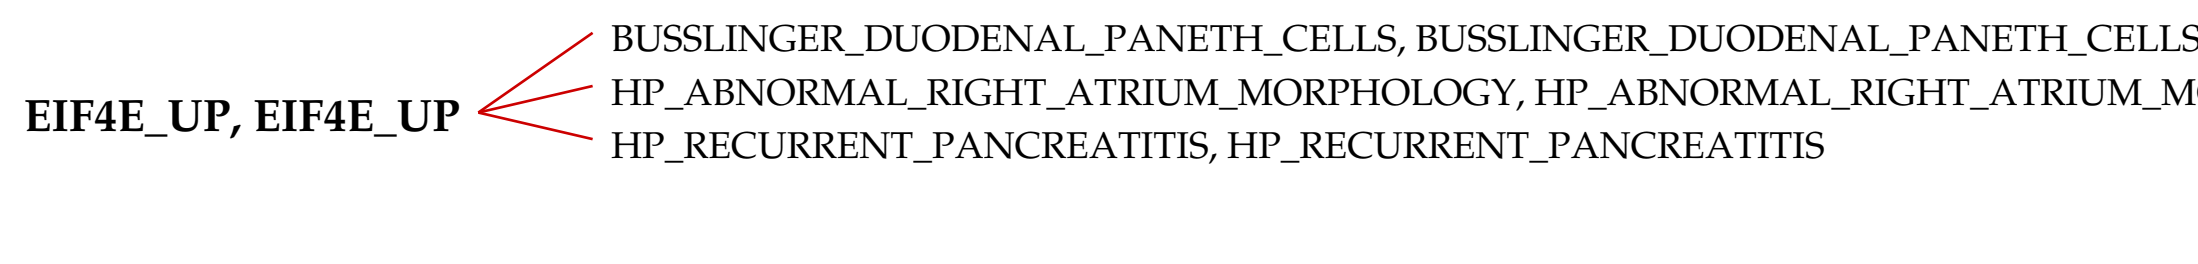 BUSSLINGER_DUODENAL_PANETH_CELLS, BUSSLINGER_DUODENAL_PANETH_CELLS
HP_ABNORMAL_RIGHT_ATRIUM_MORPHOLOGY, HP_ABNORMAL_RIGHT_ATRIUM_M
EIF4E_UP, EIF4E_UP
HP_RECURRENT_PANCREATITIS, HP_RECURRENT_PANCREATITIS